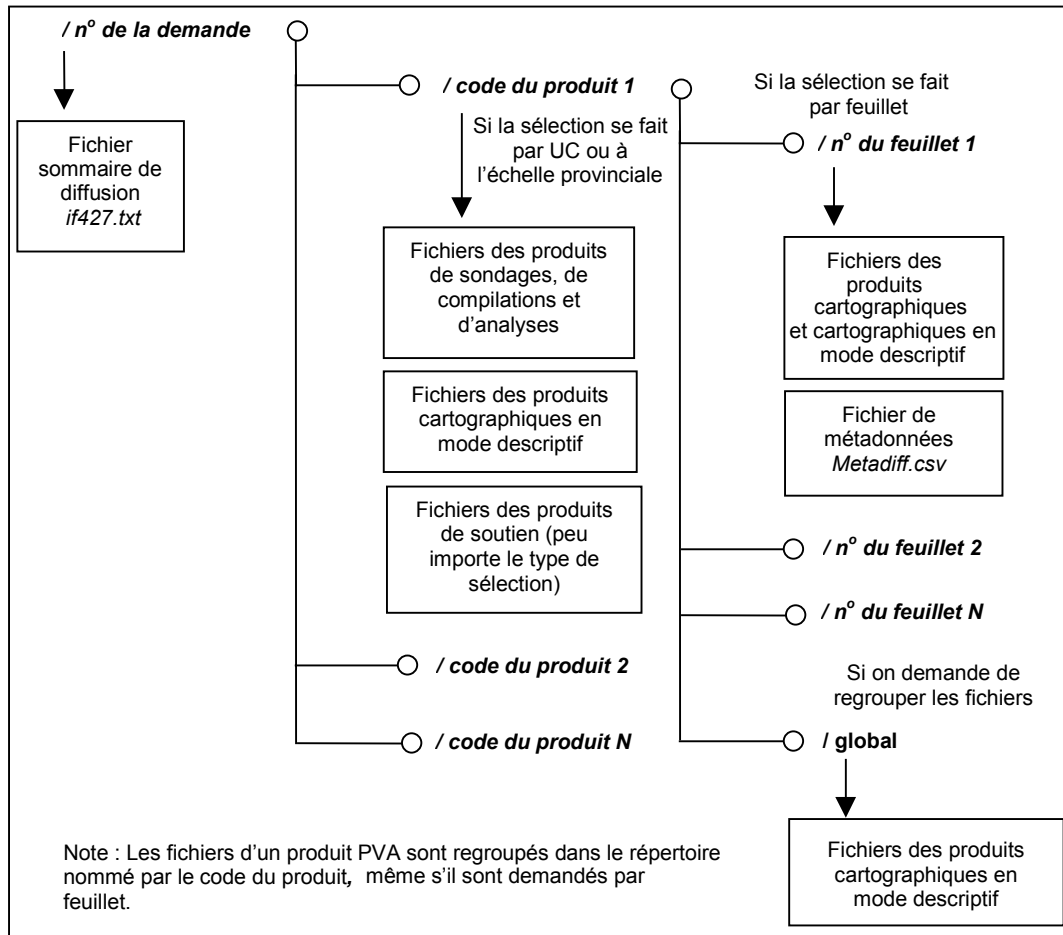 / nº de la demande
Fichier
sommaire de
diffusion
if427.txt
/ code du produit 1
Si la sélection se fait
par UC ou à
l'échelle provinciale
Fichiers des produits
de sondages, de
compilations et
d'analyses
Fichiers des produits
cartographiques en
mode descriptif
Fichiers des produits
de soutien (peu
importe le type de
sélection)
/ code du produit 2
/ code du produit N
Si la sélection se fait
par feuillet
/ nº du feuillet 1
Fichiers des
produits
cartographiques
et cartographiques en
mode descriptif
Fichier de
métadonnées
Metadiff.csv
/ nº du feuillet 2
/ nº du feuillet N
Si on demande de
regrouper les fichiers
/ global
Fichiers des produits
cartographiques en
mode descriptif
Note : Les fichiers d'un produit PVA sont regroupés dans le répertoire
nommé par le code du produit, même s'il sont demandés par
feuillet.